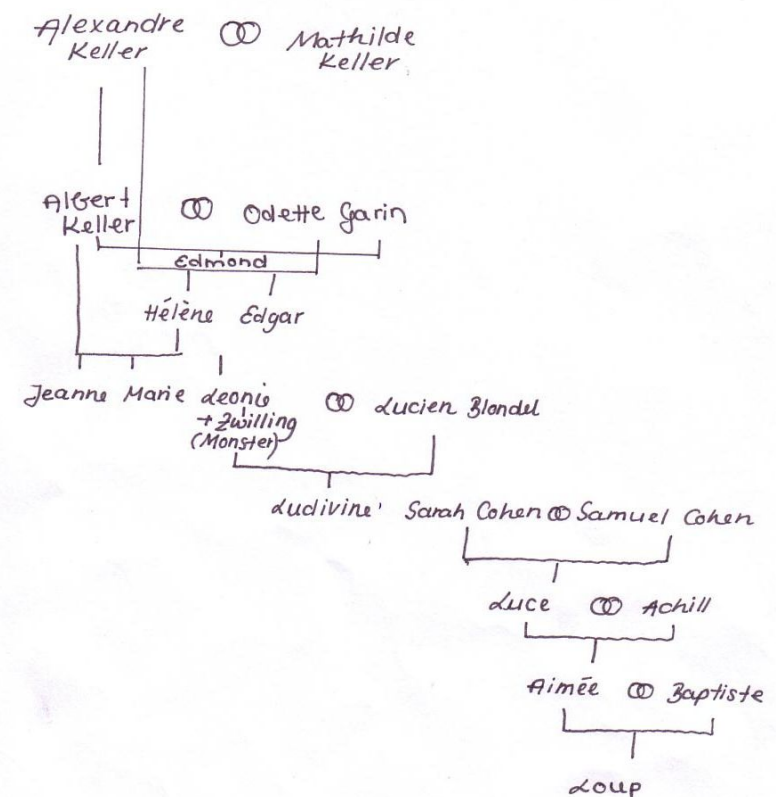 Alexandre Mathilde
Keller Keller
Albert Odette Garin
Keller
Edmond
Hélène Edgar
Jeanne Marie Leonie Lucien Blondel
+ Zwilling
(Monster)
Ludivine Sarah Cohen Samuel Cohen
Luce Achill
Aimée Baptiste
Loup